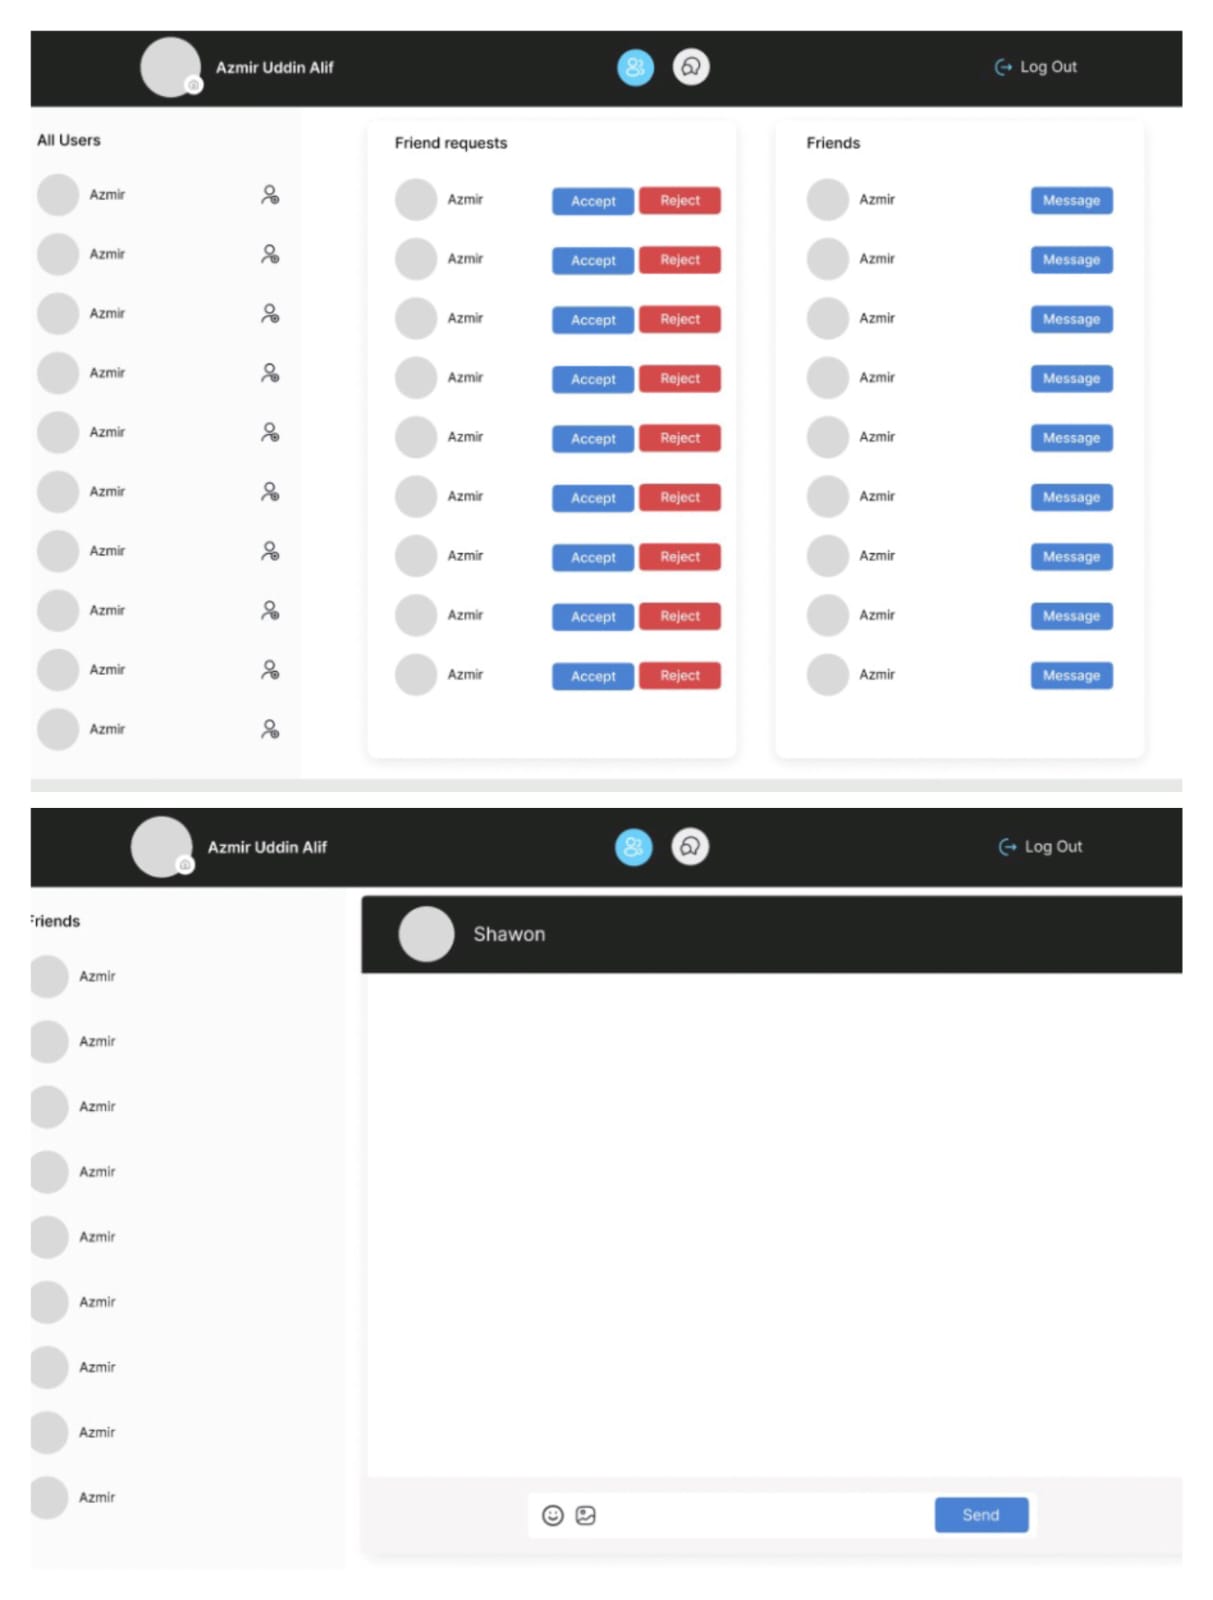 Azmir Uddin Alif
Log Out
All Users
Azmir
Azmir
Azmir
Azmir
Azmir
Azmir
Azmir
Azmir
Azmir
Azmir
Friend requests
Azmir Accept Reject
Azmir Accept Reject
Azmir Accept Reject
Azmir Accept Reject
Azmir Accept Reject
Azmir Accept Reject
Azmir Accept Reject
Azmir Accept Reject
Azmir Accept Reject
Friends
Azmir Message
Azmir Message
Azmir Message
Azmir Message
Azmir Message
Azmir Message
Azmir Message
Azmir Message
Azmir Message
Azmir Uddin Alif
Log Out
Friends
Azmir
Azmir
Azmir
Azmir
Azmir
Azmir
Azmir
Azmir
Azmir
Shawon
Send